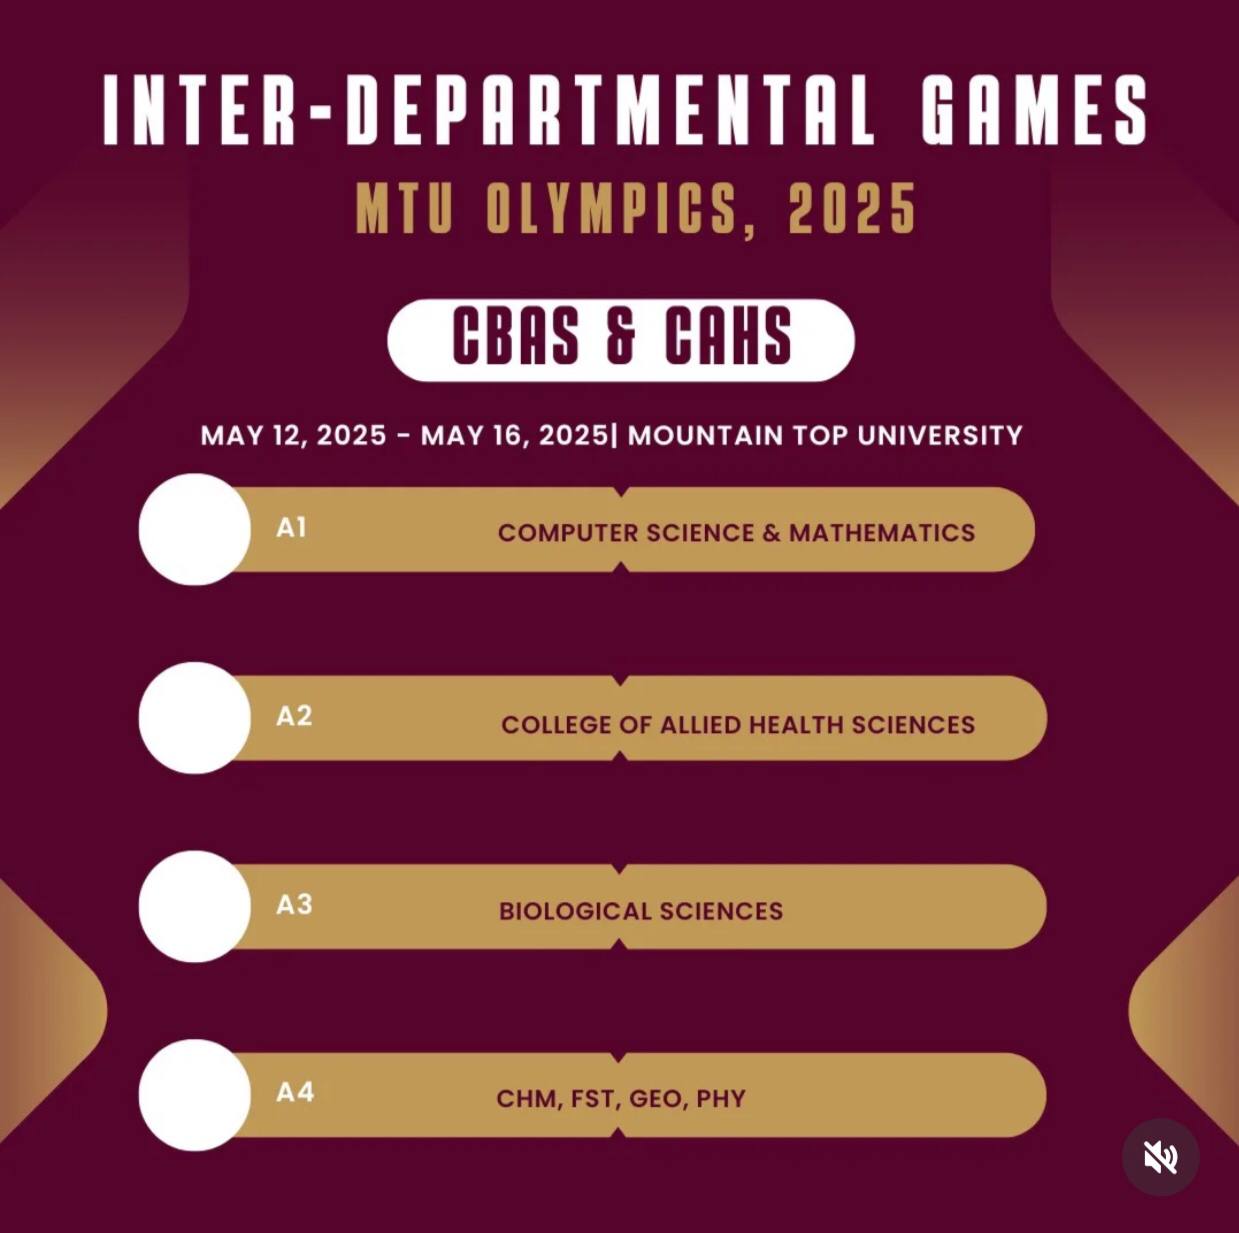 INTER-DEPARTMENTAL GAMES
MTU OLYMPICS, 2025
CBAS & CAHS
MAY 12, 2025 - MAY 16, 2025| MOUNTAIN TOP UNIVERSITY
A1 COMPUTER SCIENCE & MATHEMATICS
A2 COLLEGE OF ALLIED HEALTH SCIENCES
A3 BIOLOGICAL SCIENCES
A4 CHM, FST, GEO, PHY